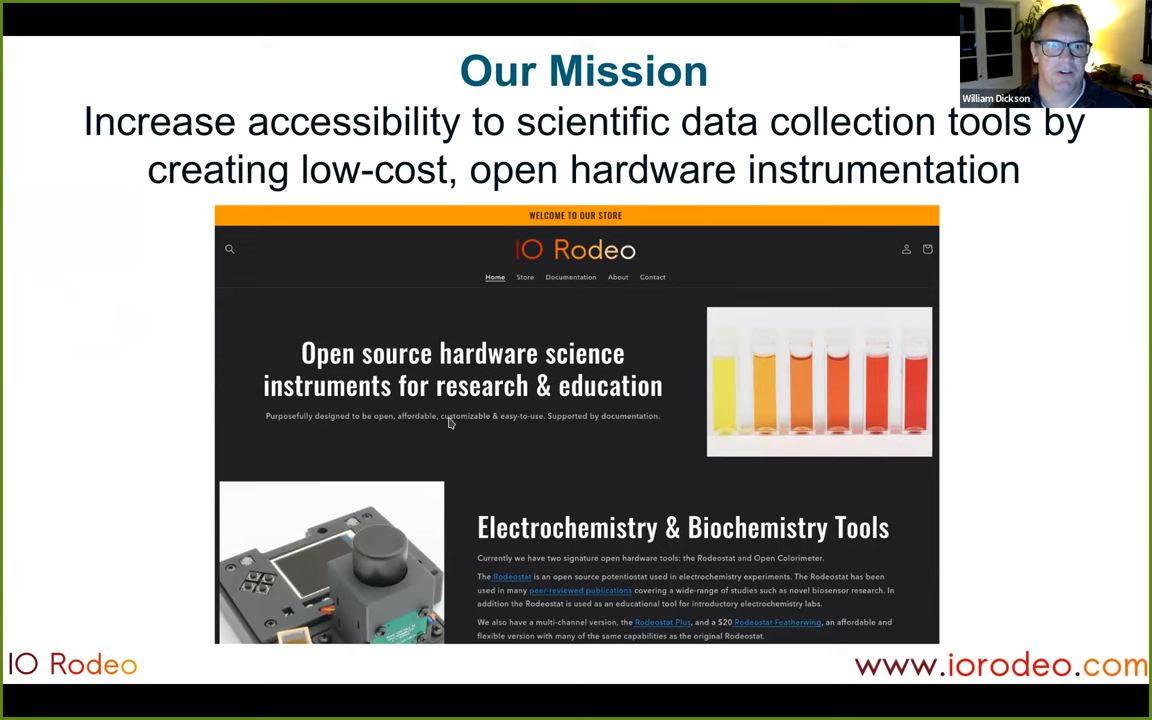 Our Mission
William Dickson
Increase accessibility to scientific data collection tools by
creating low-cost, open hardware instrumentation
WELCOME TO OUR STORE
IO Rodeo
Home Store Documentation About Contact
Open source hardware science
instruments for research & education
Purposefully designed to be open, affordable, customizable & easy-to-use. Supported by documentation.
Electrochemistry & Biochemistry Tools
Currently we have two signature open hardware tools: the Rodeostat and Open Colorimeter.
The Rodeostat is an open source potentiostat used in electrochemistry experiments. The Rodeostat has been
used in many peer-reviewed publications covering a wide-range of studies such as novel biosensor research. In
addition the Rodeostat is used as an educational tool for introductory electrochemistry labs.
We also have a multi-channel version, the Rodeostat Plus, and a $20 Rodeostat Featherwing, an affordable and
flexible version with many of the same capabilities as the original Rodeostat.
IO Rodeo
www.iorodeo.com